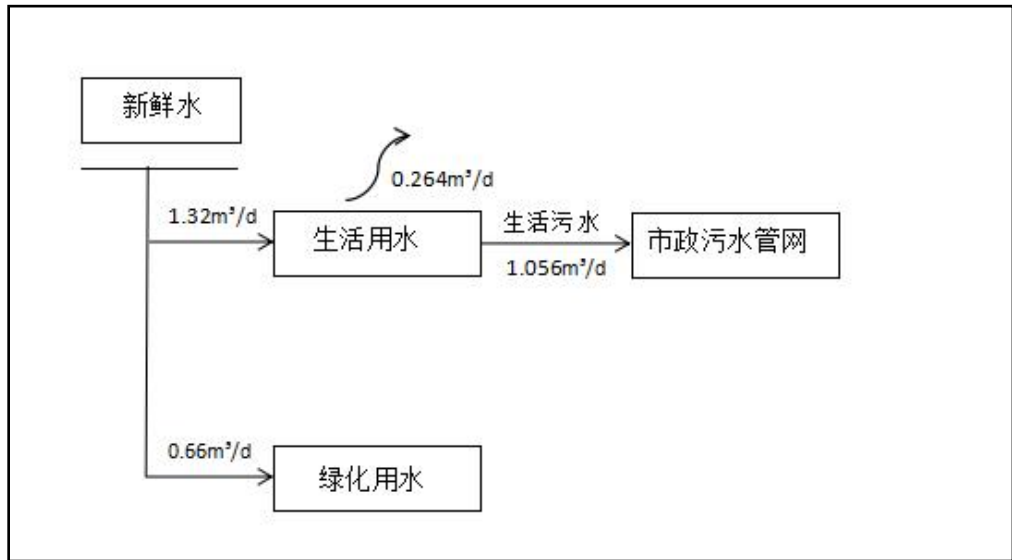 新鲜水
0.264m³/d
1.32m³/d
生活用水
生活污水
1.056m³/d
市政污水管网
0.66m³/d
绿化用水